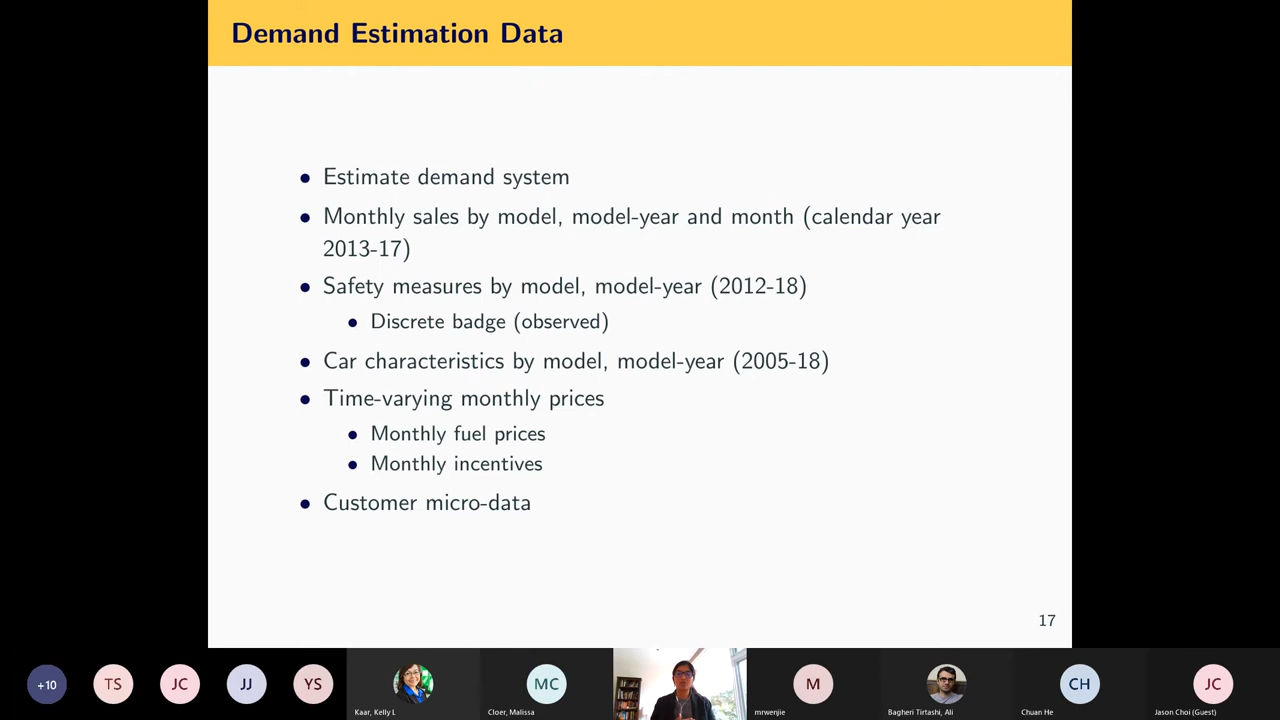 Demand Estimation Data
• Estimate demand system
• Monthly sales by model, model-year and month (calendar year
2013-17)
• Safety measures by model, model-year (2012-18)
• Discrete badge (observed)
• Car characteristics by model, model-year (2005-18)
• Time-varying monthly prices
• Monthly fuel prices
• Monthly incentives
• Customer micro-data
17
+10
TS
JC
JJ
YS
Kaar, Kelly L
MC
Cloer, Malissa
M
mrwenjie
Bagheri Tirtashi, Ali
CH
Chuan He
JC
Jason Choi (Guest)